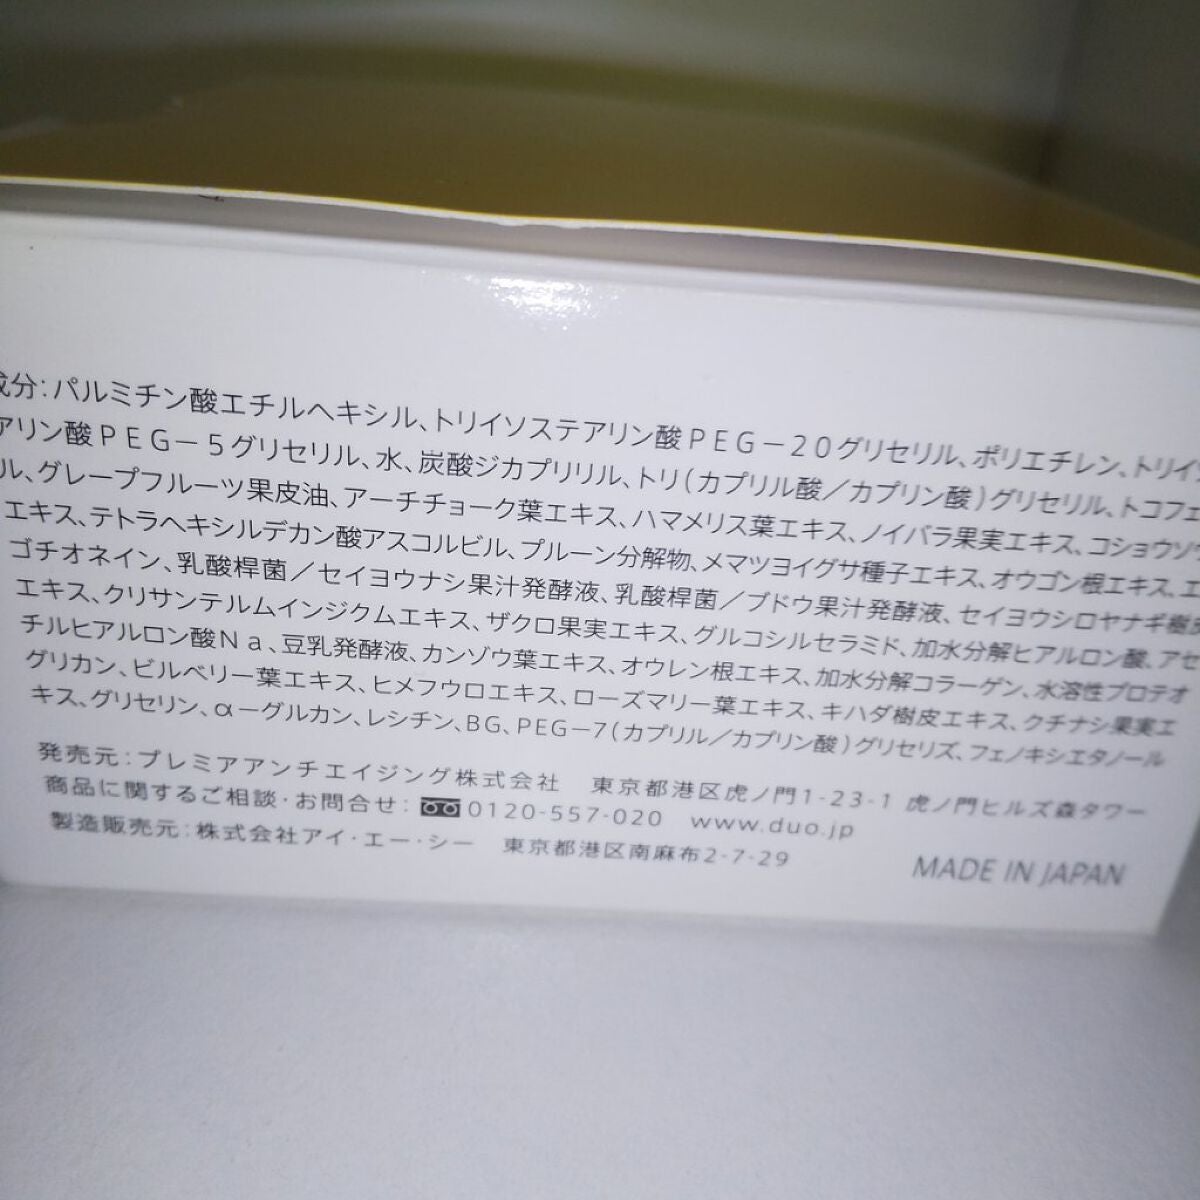 成分:パルミチン酸エチルヘキシル、トリイソステアリン酸PEG－20グリセリル、ポリエチレン、トリイソ
アリン酸PEG－5グリセリル、水、炭酸ジカプリリル、トリ(カプリル酸／カプリン酸)グリセリル、トコフェ
ル、グレープフルーツ果皮油、アーチチョーク葉エキス、ハマメリス葉エキス、ノイバラ果実エキス、コショウソウ
エキス、テトラヘキシルデカン酸アスコルビル、プルーン分解物、メマツヨイグサ種子エキス、オウゴン根エキス、エ
ゴチオネイン、乳酸桿菌／セイヨウナシ果汁発酵液、乳酸桿菌／ブドウ果汁発酵液、セイヨウシロヤナギ樹皮
エキス、クリサンテルムインジクムエキス、ザクロ果実エキス、グルコシルセラミド、加水分解ヒアルロン酸、アセ
チルヒアルロン酸Na、豆乳発酵液、カンゾウ葉エキス、オウレン根エキス、加水分解コラーゲン、水溶性プロテオ
グリカン、ビルベリー葉エキス、ヒメフウロエキス、ローズマリー葉エキス、キハダ樹皮エキス、クチナシ果実エ
キス、グリセリン、α－グルカン、レシチン、BG、PEG－7(カプリル／カプリン酸)グリセリズ、フェノキシエタノール
発売元:プレミアアンチエイジング株式会社 東京都港区虎ノ門1-23-1 虎ノ門ヒルズ森タワー
商品に関するご相談・お問合せ: 0120-557-020 www.duo.jp
製造販売元:株式会社アイ・エー・シー 東京都港区南麻布2-7-29
MADE IN JAPAN